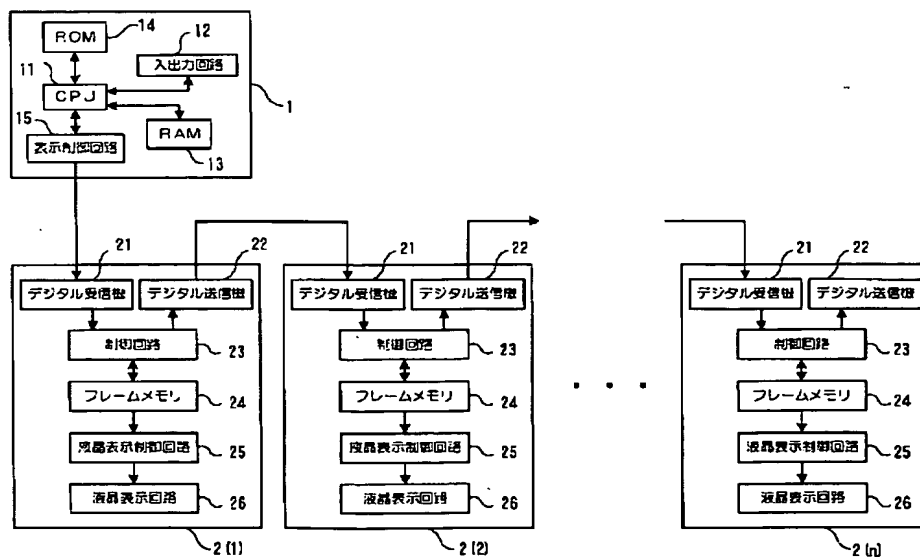 14
ROM
12
入出力回路
11
CPJ
1
15
RAM
表示制御回路
13
21
22
デジタル受信機
デジタル送信機
制御回路
23
フレームメモリ
24
液晶表示制御回路
25
液晶表示回路
26
2(1)
21
22
デジタル受信機
デジタル送信機
制御回路
23
フレームメモリ
24
液晶表示制御回路
25
液晶表示回路
26
2(2)
・・・
21
22
デジタル受信機
デジタル送信機
制御回路
23
フレームメモリ
24
液晶表示制御回路
25
液晶表示回路
26
2(n)